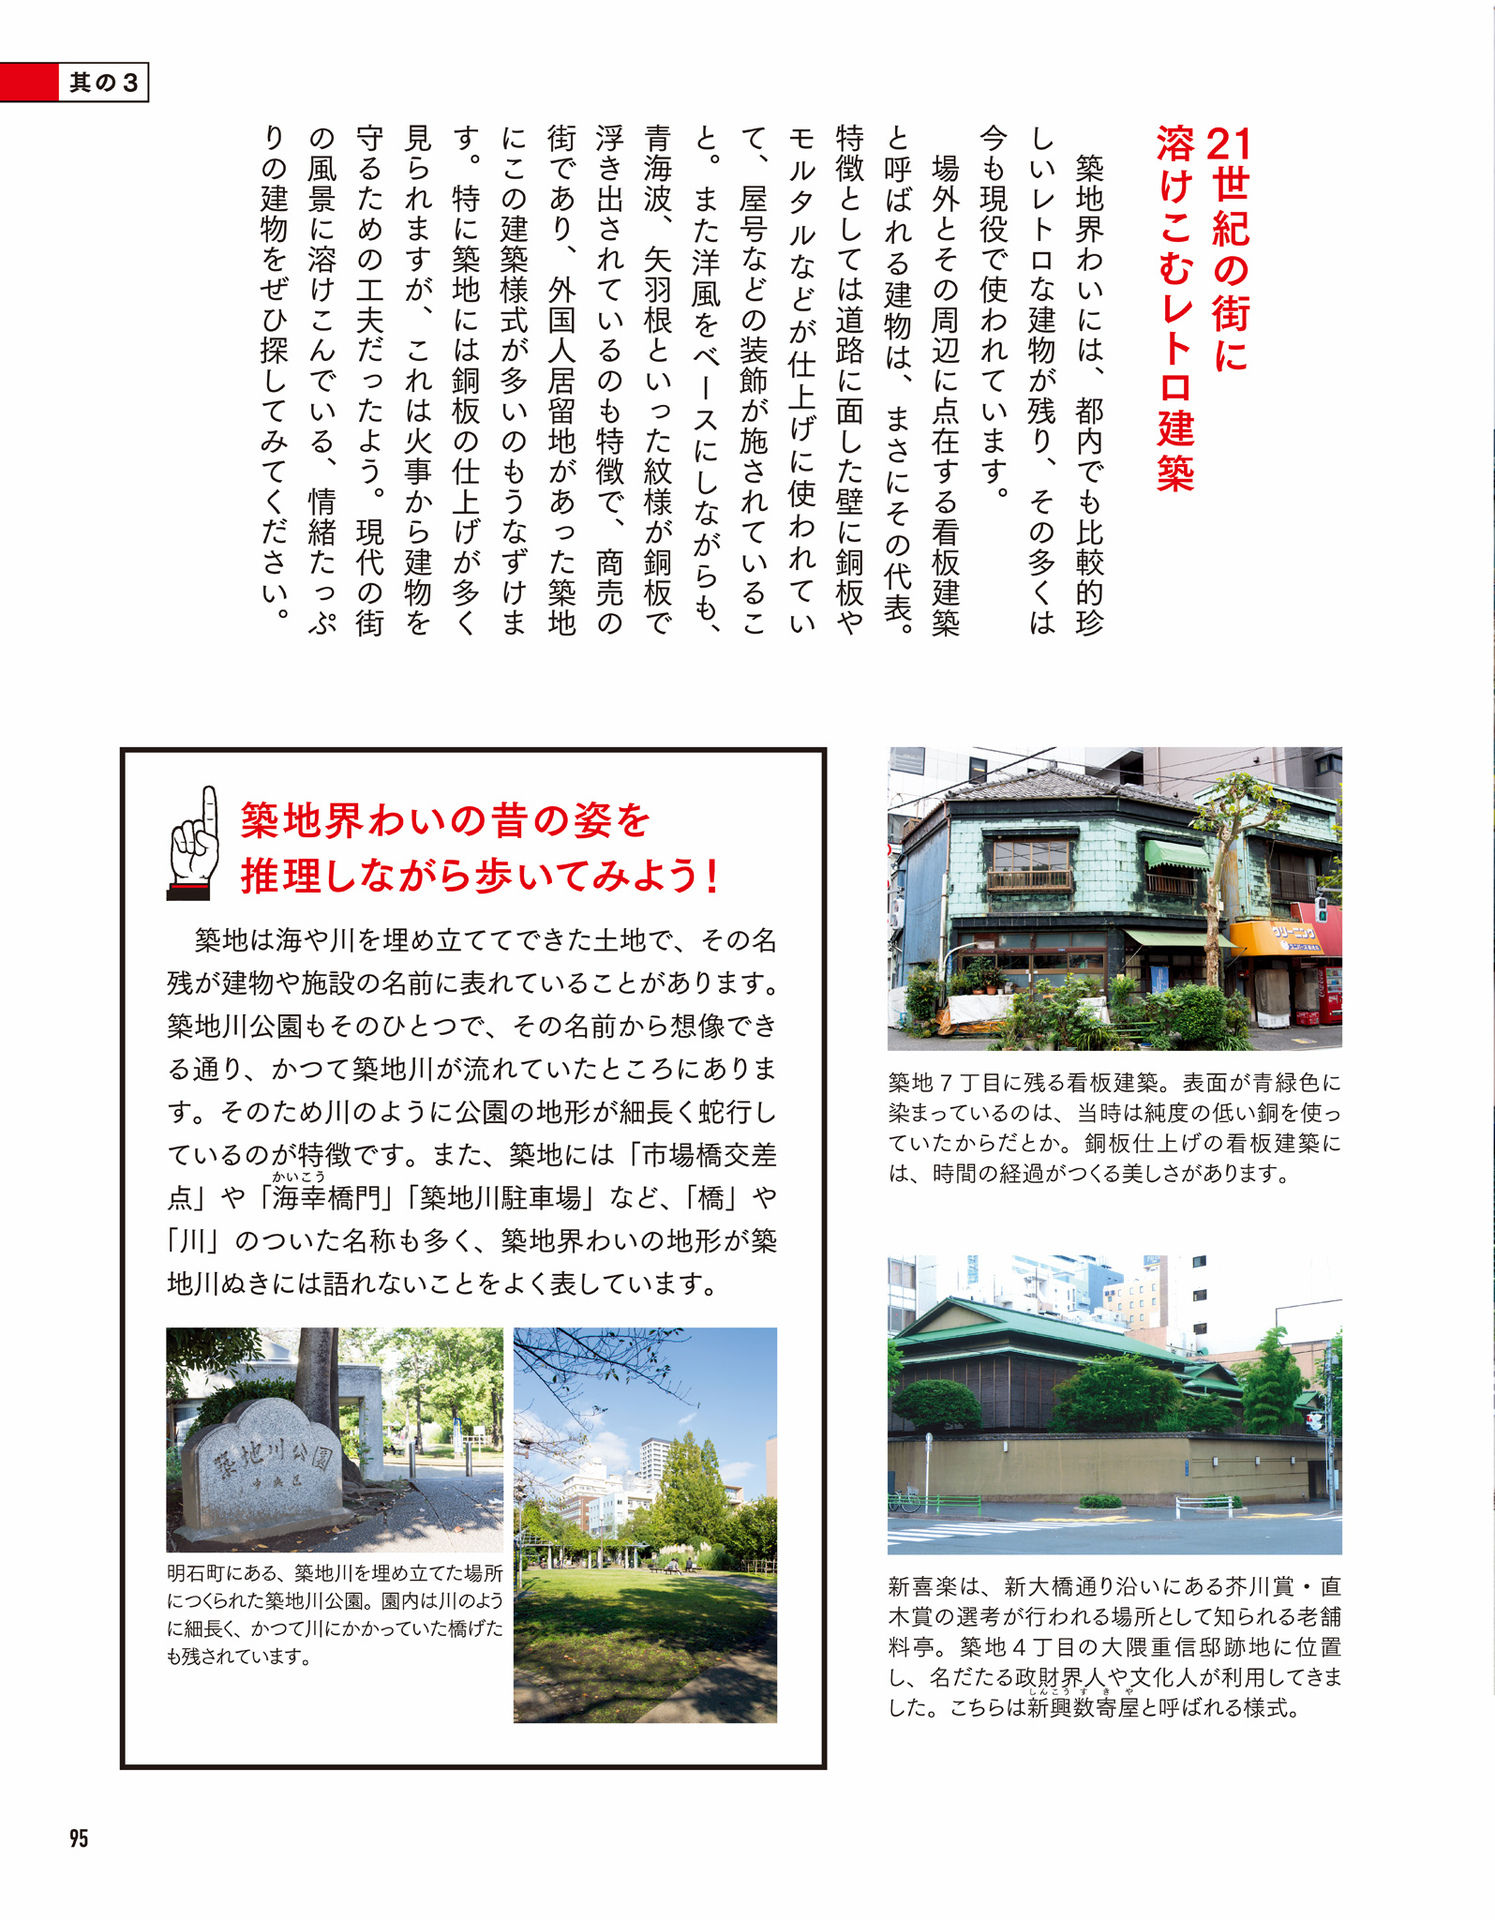 其の3
21世紀の街に
溶けこむレトロ建築
築地界わいには、都内でも比較的珍
しいレトロな建物が残り、その多くは
今も現役で使われています。
場外とその周辺に点在する看板建築
と呼ばれる建物は、まさにその代表。
特徴としては道路に面した壁に銅板や
モルタルなどが仕上げに使われてい
て、屋号などの装飾が施されているこ
と。また洋風をベースにしながらも、
青海波、矢羽根といった紋様が銅板で
浮き出されているのも特徴で、商売の
街であり、外国人居留地があった築地
にこの建築様式が多いのもうなずけま
す。特に築地には銅板の仕上げが多く
見られますが、これは火事から建物を
守るための工夫だったよう。現代の街
の風景に溶けこんでいる、情緒たっぷ
りの建物をぜひ探してみてください。
クリーニング
築地7丁目に残る看板建築。表面が青緑色に
染まっているのは、当時は純度の低い銅を使っ
ていたからだとか。銅板仕上げの看板建築に
は、時間の経過がつくる美しさがあります。
新喜楽は、新大橋通り沿いにある芥川賞・直
木賞の選考が行われる場所として知られる老舗
料亭。築地4丁目の大隈重信邸跡地に位置
し、名だたる政財界人や文化人が利用してきま
しんこうすきや
した。こちらは新興数寄屋と呼ばれる様式。
築地界わいの昔の姿を
推理しながら歩いてみよう!
築地は海や川を埋め立ててできた土地で、その名
残が建物や施設の名前に表れていることがあります。
築地川公園もそのひとつで、その名前から想像でき
る通り、かつて築地川が流れていたところにありま
す。そのため川のように公園の地形が細長く蛇行し
ているのが特徴です。また、築地には「市場橋交差
かいこう
点」や「海幸橋門」「築地川駐車場」など、「橋」や
「川」のついた名称も多く、築地界わいの地形が築
地川ぬきには語れないことをよく表しています。
築地川公園
中央区
明石町にある、築地川を埋め立てた場所
につくられた築地川公園。園内は川のよう
に細長く、かつて川にかかっていた橋げた
も残されています。
95